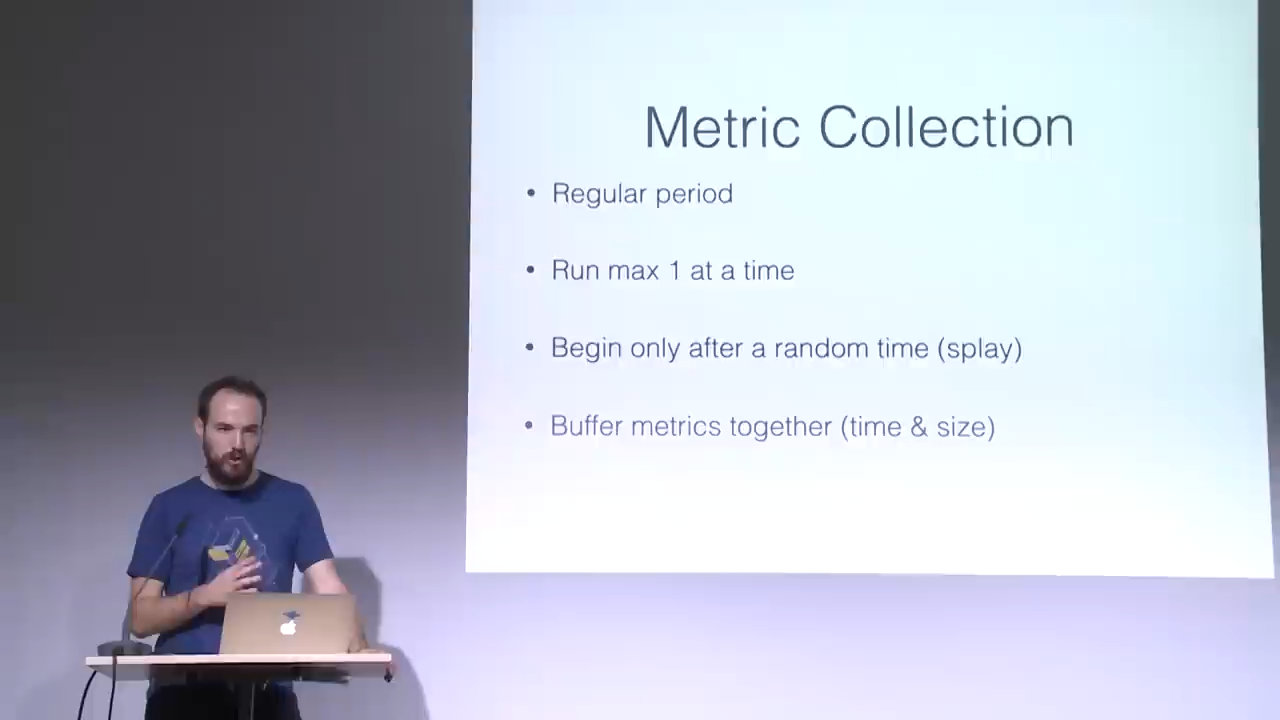 Metric Collection
• Regular period
• Run max 1 at a time
• Begin only after a random time (splay)
• Buffer metrics together (time & size)